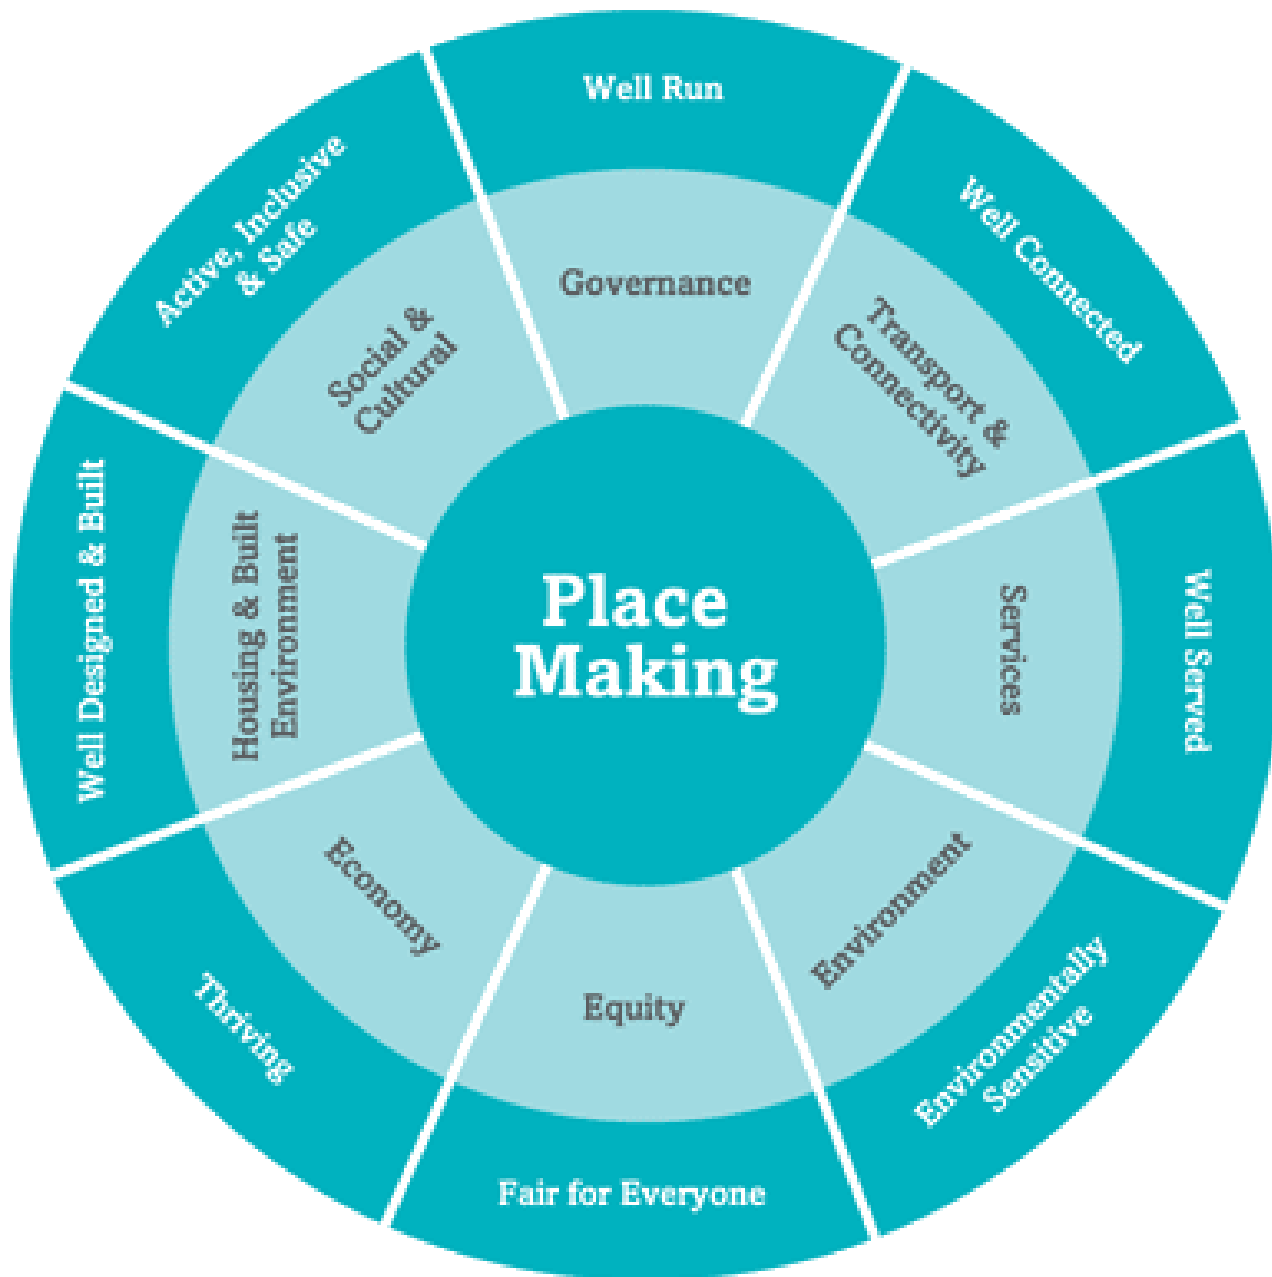 Well Run
Governance
Well Connected
Transport &
Connectivity
Well Served
Services
Environmentally
Sensitive
Environment
Fair for Everyone
Equity
Thriving
Economy
Well Designed & Built
Housing & Built
Environment
Active, Inclusive
& Safe
Social &
Cultural
Place
Making